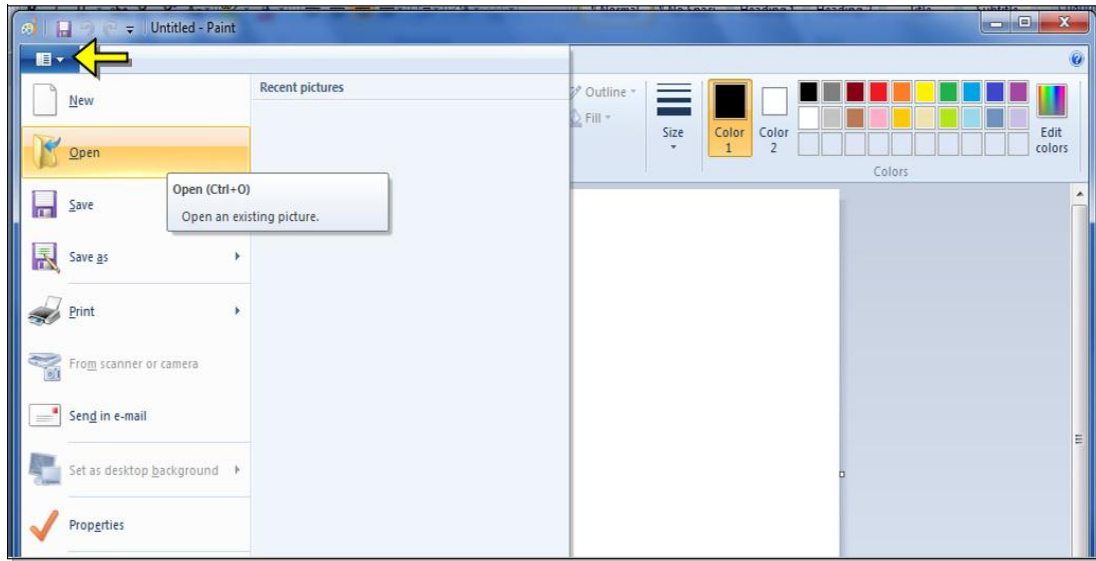 Untitled - Paint
New
Recent pictures
Open
Open (Ctrl+O)
Open an existing picture.
Save
Save as
Print
From scanner or camera
Send in e-mail
Set as desktop background
Properties
Outline
Fill
Size
Color
1
Color
2
Edit
colors
Colors